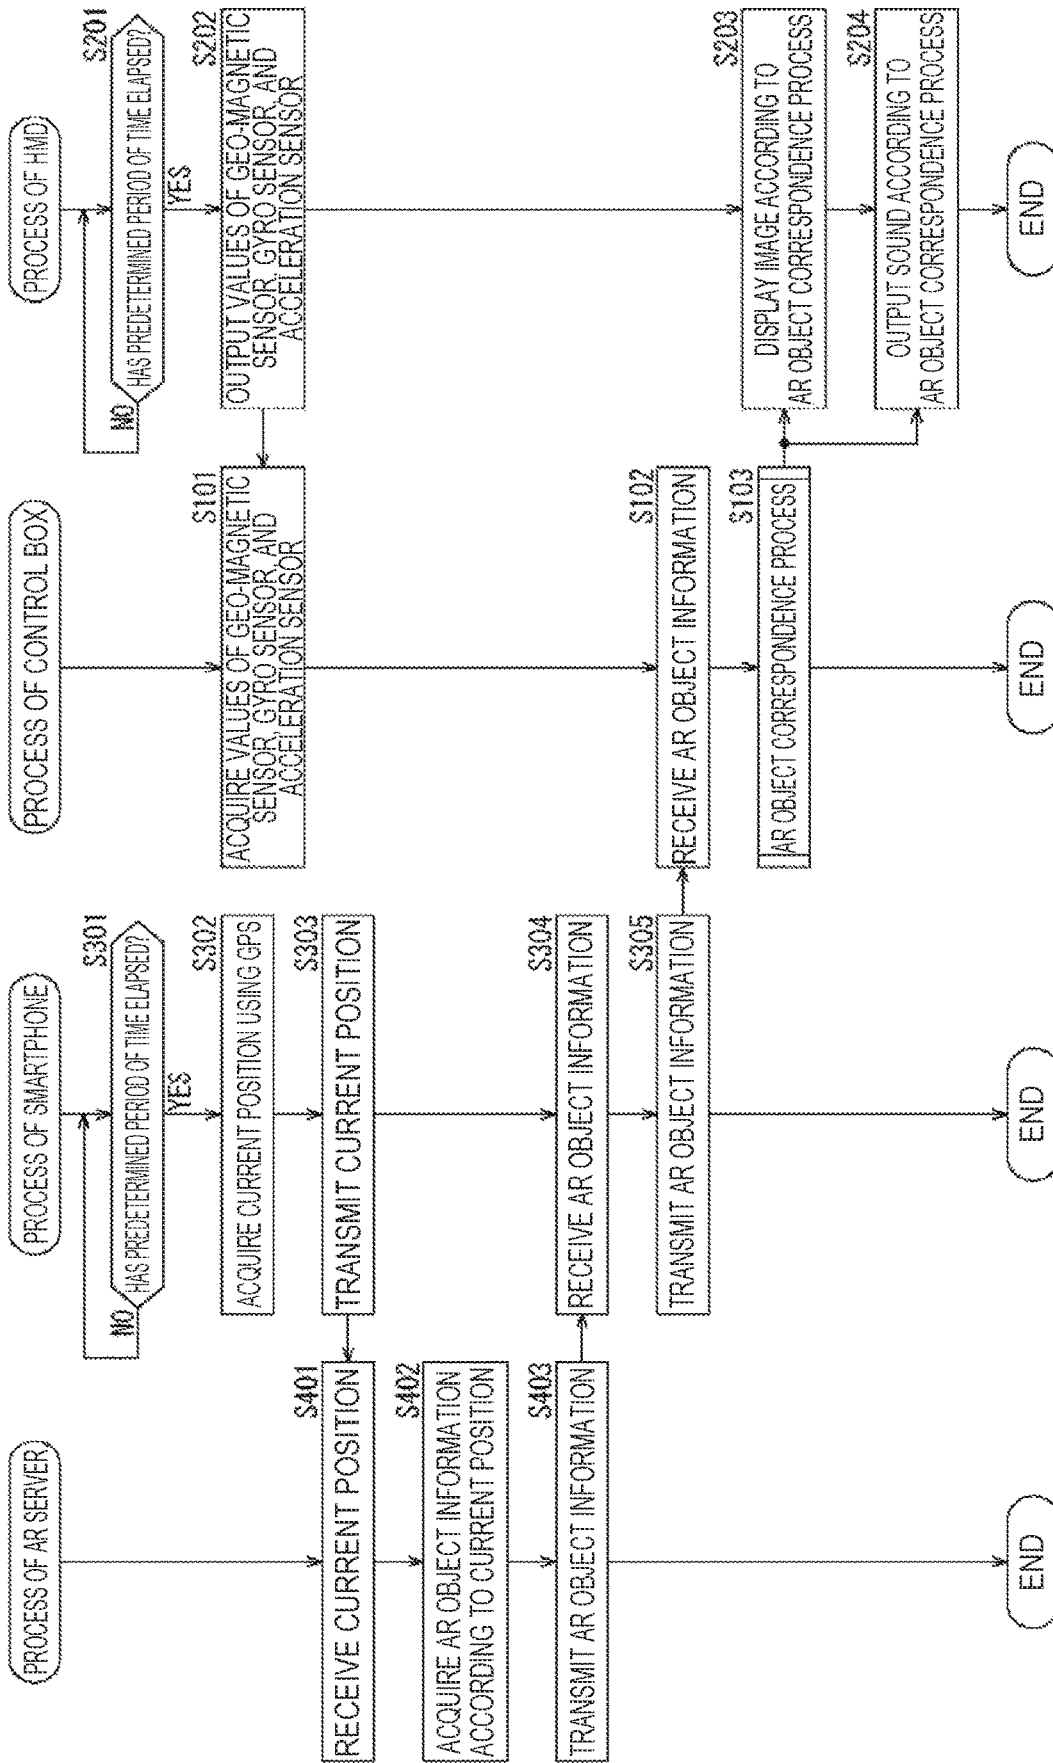 PROCESS OF AR SERVER
S401
RECEIVE CURRENT POSITION
S402
ACQUIRE AR OBJECT INFORMATION
ACCORDING TO CURRENT POSITION
S403
TRANSMIT AR OBJECT INFORMATION
END
PROCESS OF SMARTPHONE
S301
HAS PREDETERMINED PERIOD OF TIME ELAPSED?
NO
YES
S302
ACQUIRE CURRENT POSITION USING GPS
S303
TRANSMIT CURRENT POSITION
S304
RECEIVE AR OBJECT INFORMATION
S305
TRANSMIT AR OBJECT INFORMATION
END
PROCESS OF CONTROL BOX
S101
ACQUIRE VALUES OF GEO-MAGNETIC
SENSOR, GYRO SENSOR, AND
ACCELERATION SENSOR
S102
RECEIVE AR OBJECT INFORMATION
S103
AR OBJECT CORRESPONDENCE PROCESS
END
PROCESS OF HMD
S201
HAS PREDETERMINED PERIOD OF TIME ELAPSED?
NO
YES
S202
OUTPUT VALUES OF GEO-MAGNETIC
SENSOR, GYRO SENSOR, AND
ACCELERATION SENSOR
S203
DISPLAY IMAGE ACCORDING TO
AR OBJECT CORRESPONDENCE PROCESS
S204
OUTPUT SOUND ACCORDING TO
AR OBJECT CORRESPONDENCE PROCESS
END